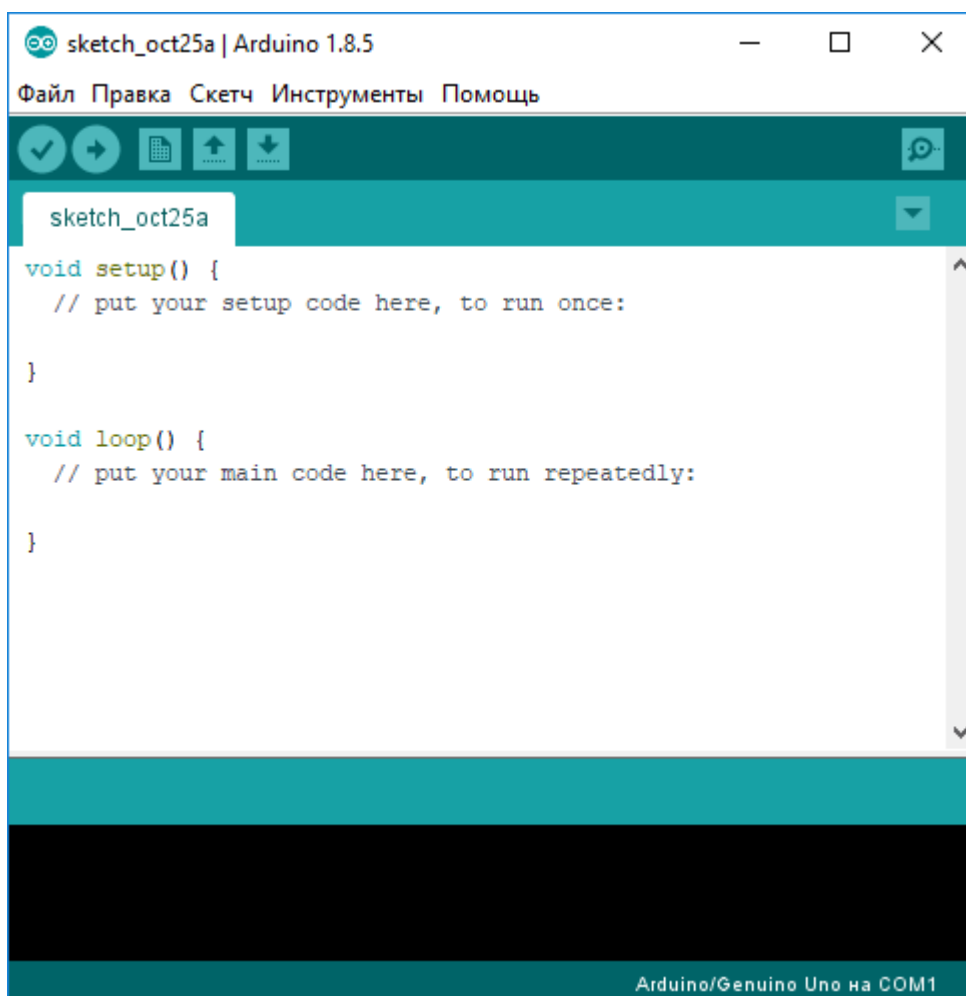 sketch_oct25a | Arduino 1.8.5
Файл Правка Скетч Инструменты Помощь
sketch_oct25a
void setup() {
  // put your setup code here, to run once:
}
void loop() {
  // put your main code here, to run repeatedly:
}
Arduino/Genuino Uno на COM1